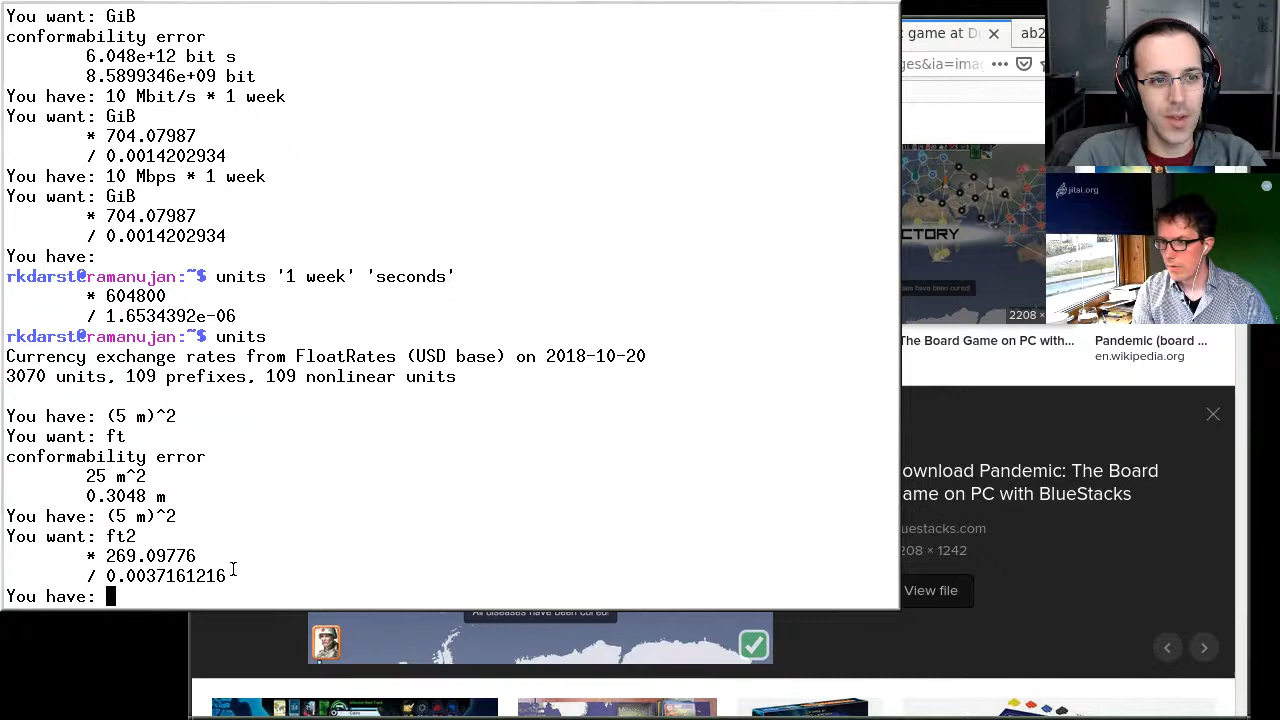 You want: GiB
conformability error
6.048e+12 bit s
8.5899346e+09 bit
You have: 10 Mbit/s * 1 week
You want: GiB
* 704.07987
/ 0.0014202934
You have: 10 Mbps * 1 week
You want: GiB
* 704.07987
/ 0.0014202934
You have:
rkdarst@ramanujan:~$ units '1 week' 'seconds'
* 604800
/ 1.6534392e-06
rkdarst@ramanujan:~$ units
Currency exchange rates from FloatRates (USD base) on 2018-10-20
3070 units, 109 prefixes, 109 nonlinear units
You have: (5 m)^2
You want: ft
conformability error
25 m^2
0.3048 m
You have: (5 m)^2
You want: ft2
* 269.09776
/ 0.0037161216
You have:
game at D
ab2
ges&ia=imag
CTORY
have been cured!
2208 ×
The Board Game on PC with...
Pandemic (board ...
en.wikipedia.org
ownload Pandemic: The Board
ame on PC with BlueStacks
uestacks.com
208 × 1242
View file
All diseases have been cured!
jitsi.org